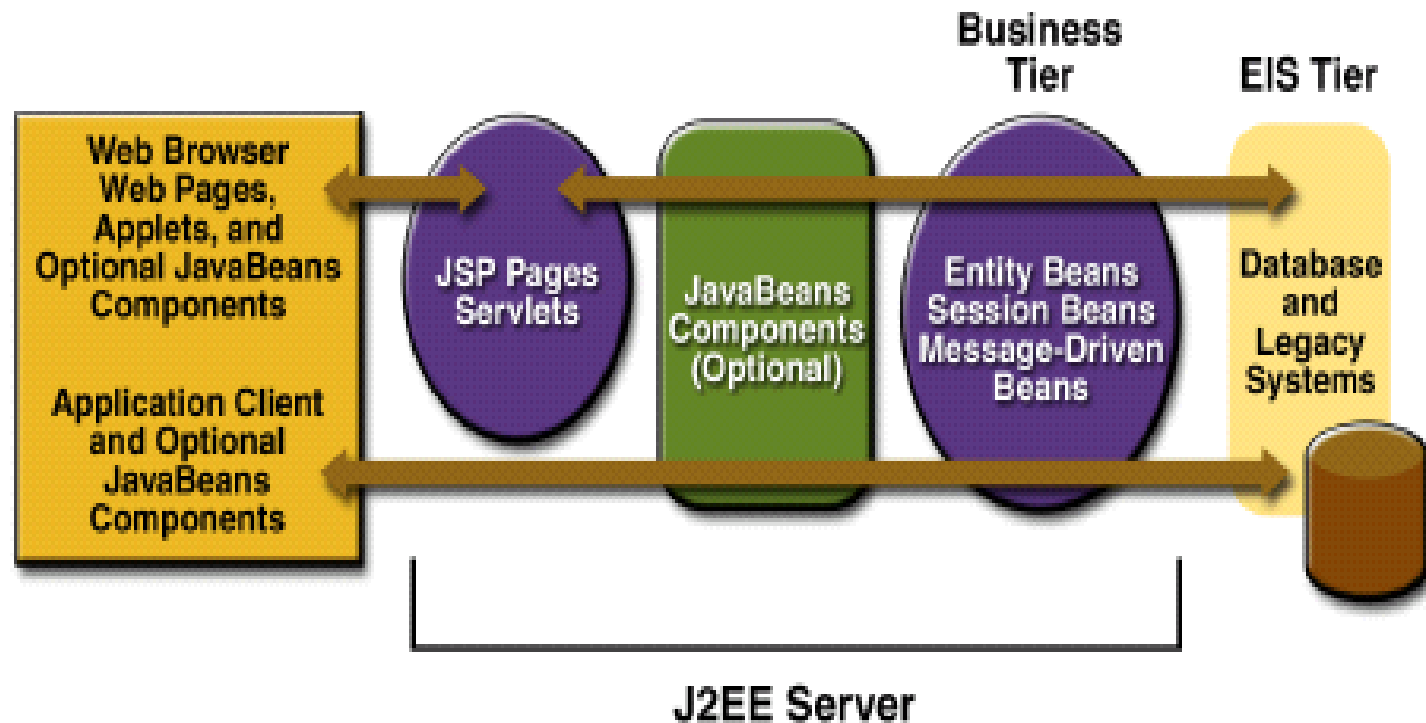 Business
Tier
EIS Tier
Web Browser
Web Pages,
Applets, and
Optional JavaBeans
Components
Application Client
and Optional
JavaBeans
Components
JSP Pages
Servlets
JavaBeans
Components
(Optional)
Entity Beans
Session Beans
Message-Driven
Beans
Database
and
Legacy
Systems
J2EE Server